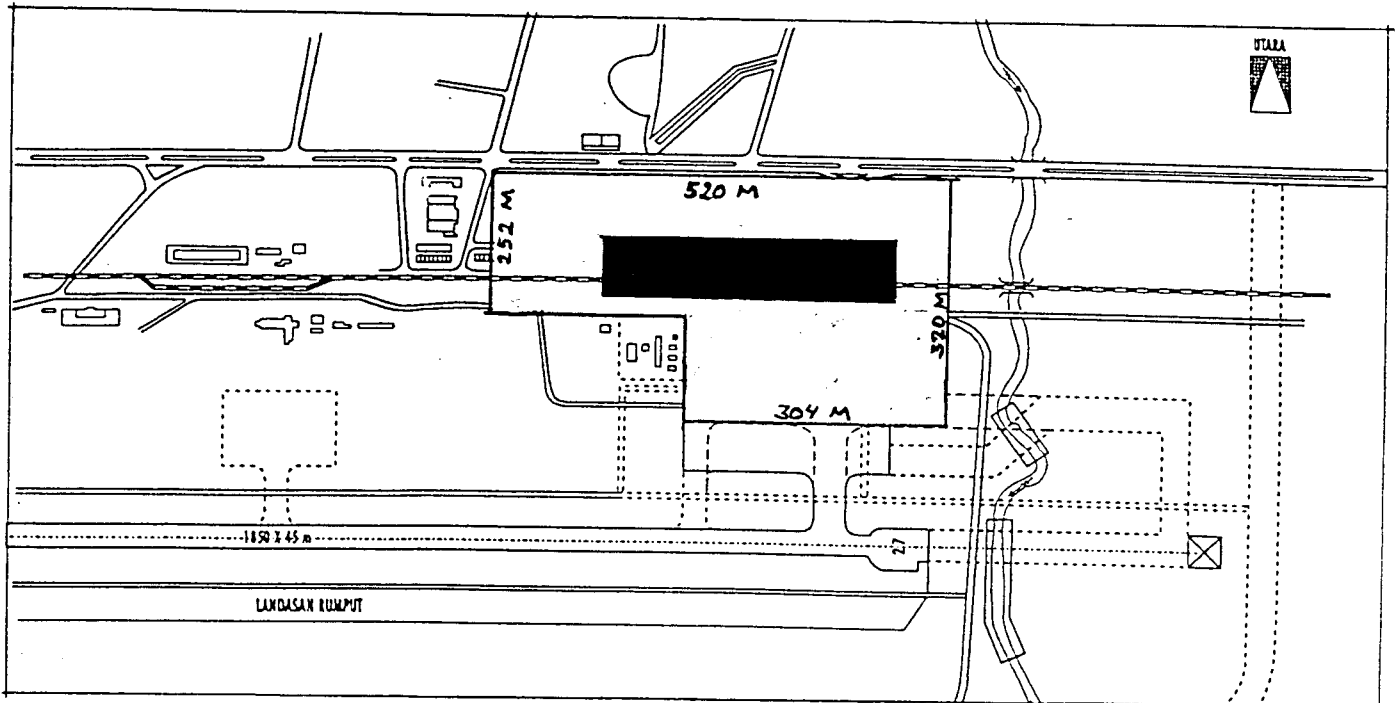 UTARA
520 M
252 M
320 M
304 M
1850 X 45 m
27
LANDASAN RUMPUT